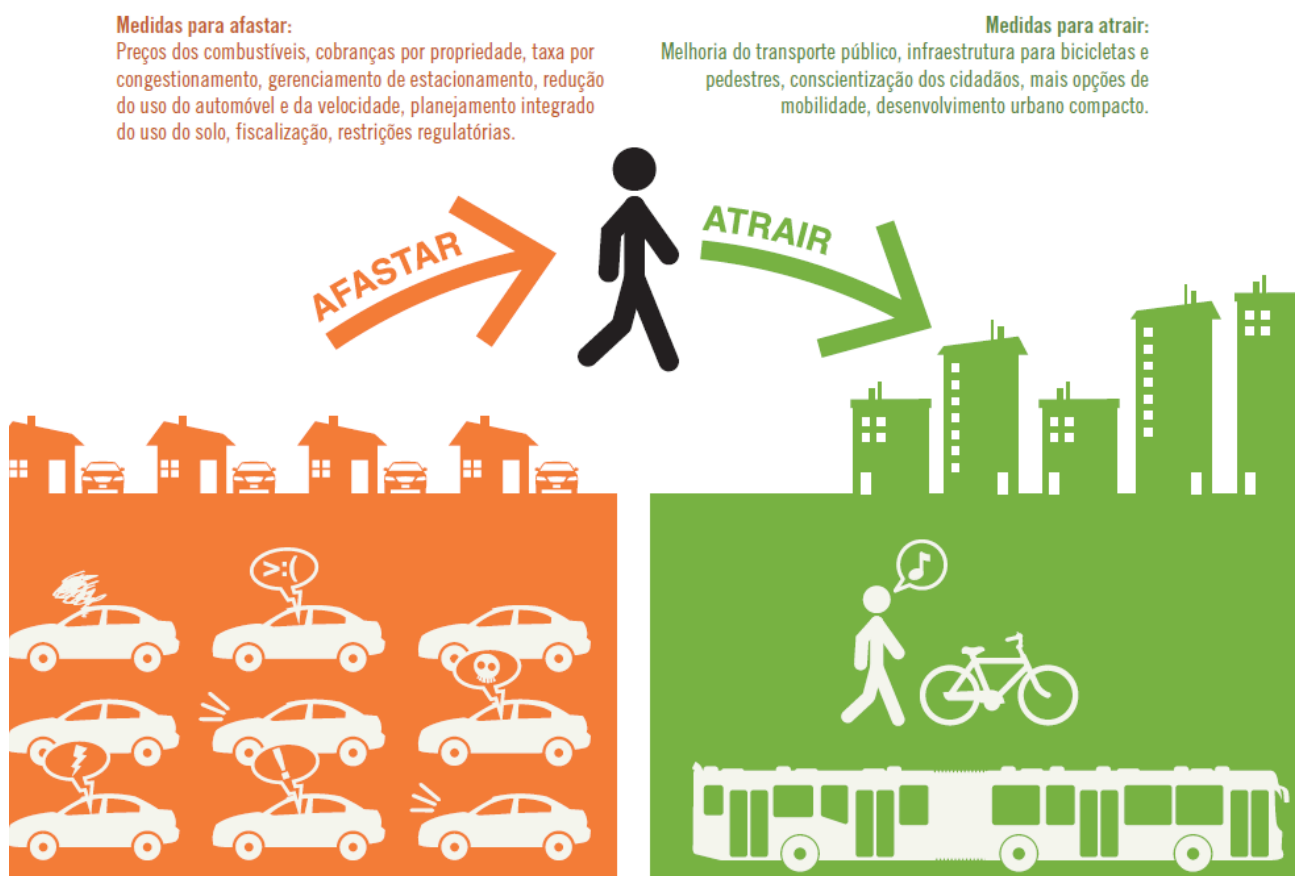 Medidas para afastar:
Preços dos combustíveis, cobranças por propriedade, taxa por
congestionamento, gerenciamento de estacionamento, redução
do uso do automóvel e da velocidade, planejamento integrado
do uso do solo, fiscalização, restrições regulatórias.
Medidas para atrair:
Melhoria do transporte público, infraestrutura para bicicletas e
pedestres, conscientização dos cidadãos, mais opções de
mobilidade, desenvolvimento urbano compacto.
AFASTAR
ATRAIR
>:(
!